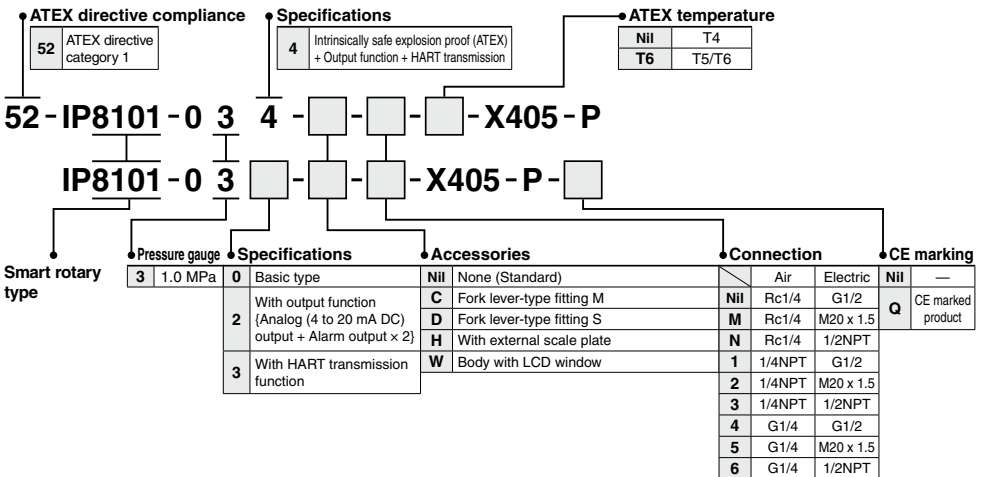 ATEX directive compliance
52 ATEX directive category 1
Specifications
4 Intrinsically safe explosion proof (ATEX)
+ Output function + HART transmission
ATEX temperature
Nil T4
T6 T5/T6
52-IP8101-0 3 4 - - - - X405-P
IP8101-0 3 - - - X405-P-
Smart rotary
type
Pressure gauge
3 1.0 MPa
Specifications
0 Basic type
2 With output function
{Analog (4 to 20 mA DC)
output + Alarm output × 2}
3 With HART transmission
function
Accessories
Nil None (Standard)
C Fork lever-type fitting M
D Fork lever-type fitting S
H With external scale plate
W Body with LCD window
Connection
Air Electric
Nil Rc1/4 G1/2
M Rc1/4 M20 x 1.5
N Rc1/4 1/2NPT
1 1/4NPT G1/2
2 1/4NPT M20 x 1.5
3 1/4NPT 1/2NPT
4 G1/4 G1/2
5 G1/4 M20 x 1.5
6 G1/4 1/2NPT
CE marking
Nil —
Q CE marked
product